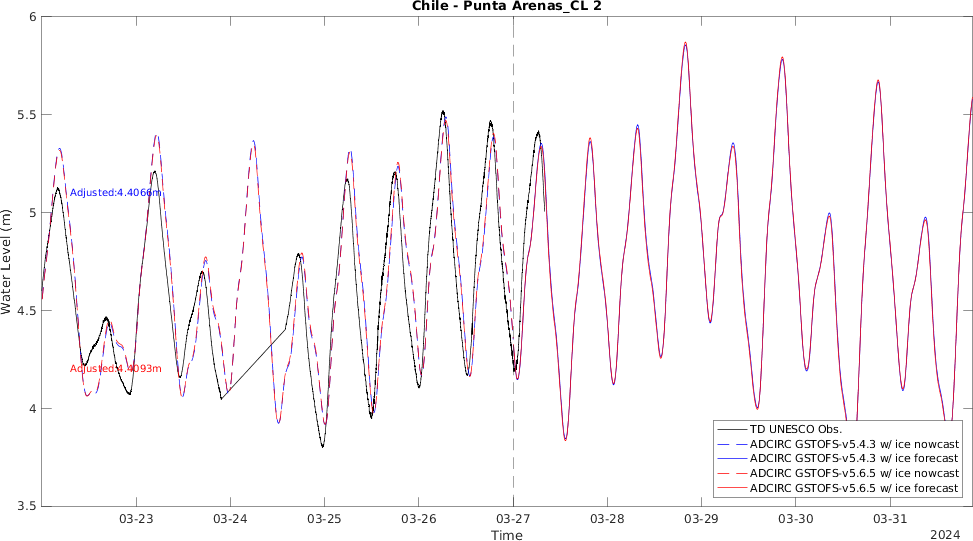 Chile - Punta Arenas_CL 2
6
5.5
5
4.5
4
3.5
Water Level (m)
Adjusted:4.4066m
Adjusted:4.4093m
TD UNESCO Obs.
ADCIRC GSTOFS-v5.4.3 w/ ice nowcast
ADCIRC GSTOFS-v5.4.3 w/ ice forecast
ADCIRC GSTOFS-v5.6.5 w/ ice nowcast
ADCIRC GSTOFS-v5.6.5 w/ ice forecast
03-23 03-24 03-25 03-26 03-27 03-28 03-29 03-30 03-31
Time
2024